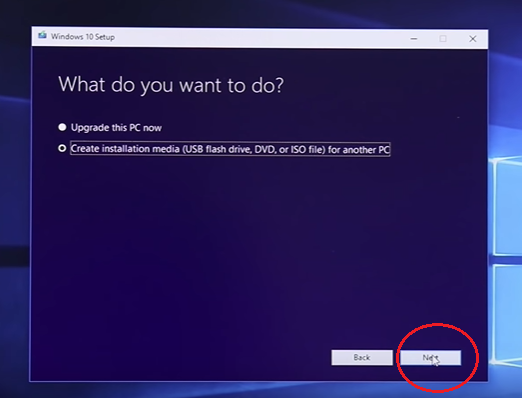 Windows 10 Setup
What do you want to do?
Upgrade this PC now
Create installation media (USB flash drive, DVD, or ISO file) for another PC
Back
Next